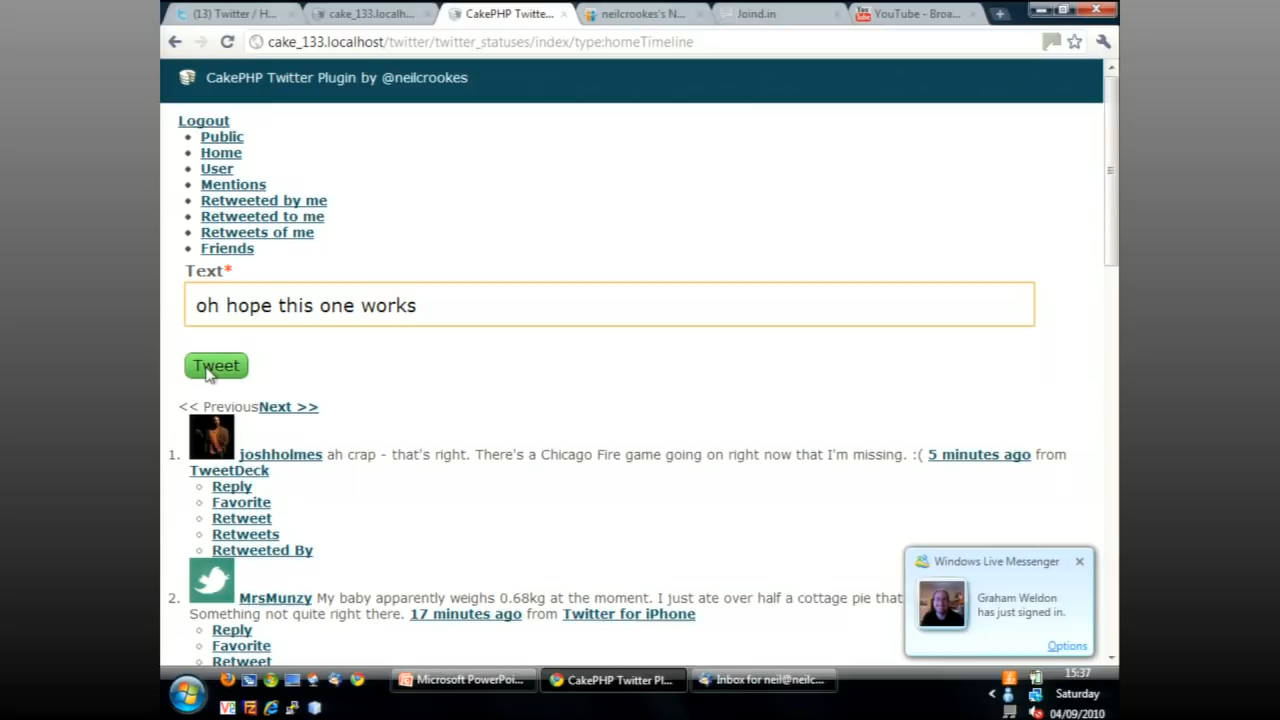 (13) Twitter / H...
cake_133.localh...
CakePHP Twitte...
neilcrookes's N...
Joind.in
YouTube - Broa...
cake_133.localhost/twitter/twitter_statuses/index/type:homeTimeline
CakePHP Twitter Plugin by @neilcrookes
Logout
Public
Home
User
Mentions
Retweeted by me
Retweeted to me
Retweets of me
Friends
Text*
oh hope this one works
Tweet
<< PreviousNext >>
1. joshholmes ah crap - that's right. There's a Chicago Fire game going on right now that I'm missing. :( 5 minutes ago from
TweetDeck
Reply
Favorite
Retweet
Retweets
Retweeted By
2. MrsMunzy My baby apparently weighs 0.68kg at the moment. I just ate over half a cottage pie that
Something not quite right there. 17 minutes ago from Twitter for iPhone
Reply
Favorite
Retweet
Windows Live Messenger
Graham Weldon
has just signed in.
Options
Microsoft PowerPoi...
CakePHP Twitter Pl...
Inbox for neil@neilc...
15:37
Saturday
04/09/2010